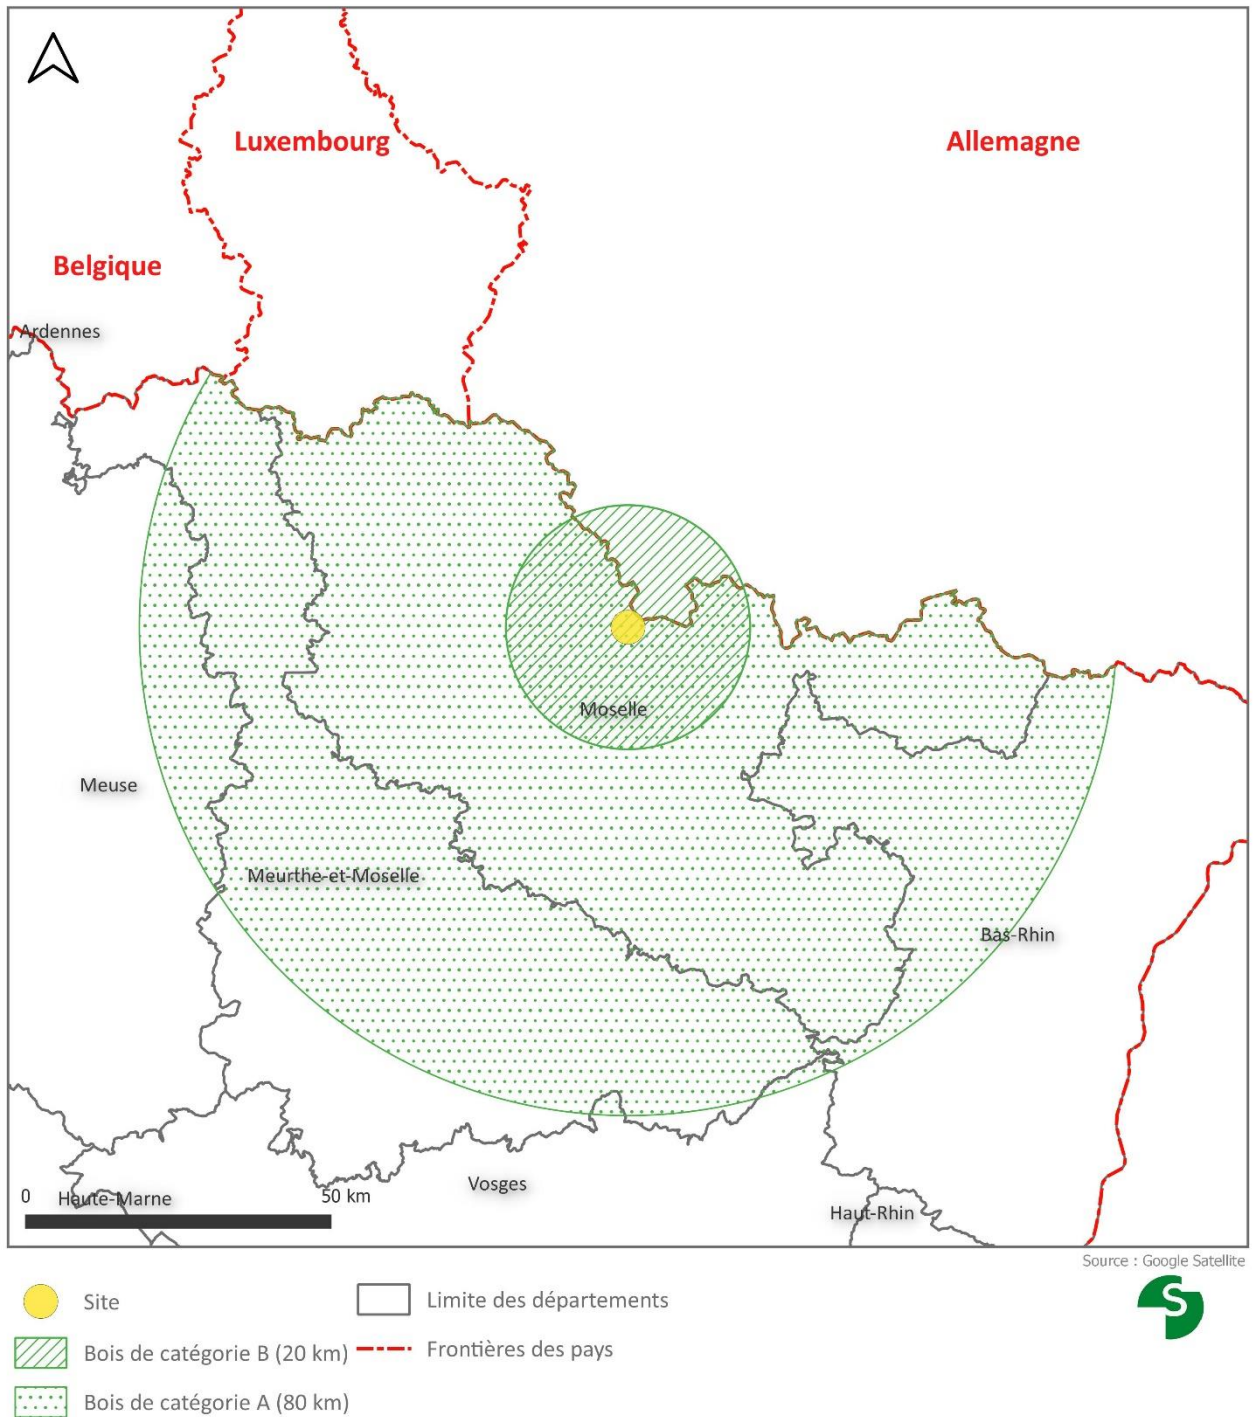 Luxembourg
Allemagne
Belgique
Ardennes
Moselle
Meuse
Meurthe-et-Moselle
Bas-Rhin
Vosges
0
50 km
Haute-Marne
Haut-Rhin
Source : Google Satellite
Site
Limite des départements
S
Bois de catégorie B (20 km)
Frontières des pays
Bois de catégorie A (80 km)